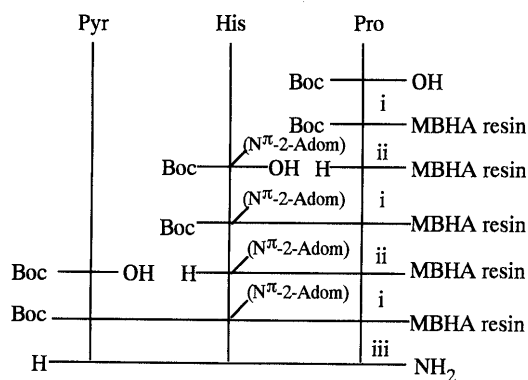 Pyr His Pro
Boc OH
i
Boc MBHA resin
(Nπ-2-Adom) ii
Boc OH H MBHA resin
(Nπ-2-Adom) i
Boc MBHA resin
(Nπ-2-Adom) ii
Boc OH H MBHA resin
(Nπ-2-Adom) i
Boc MBHA resin
iii
H NH2